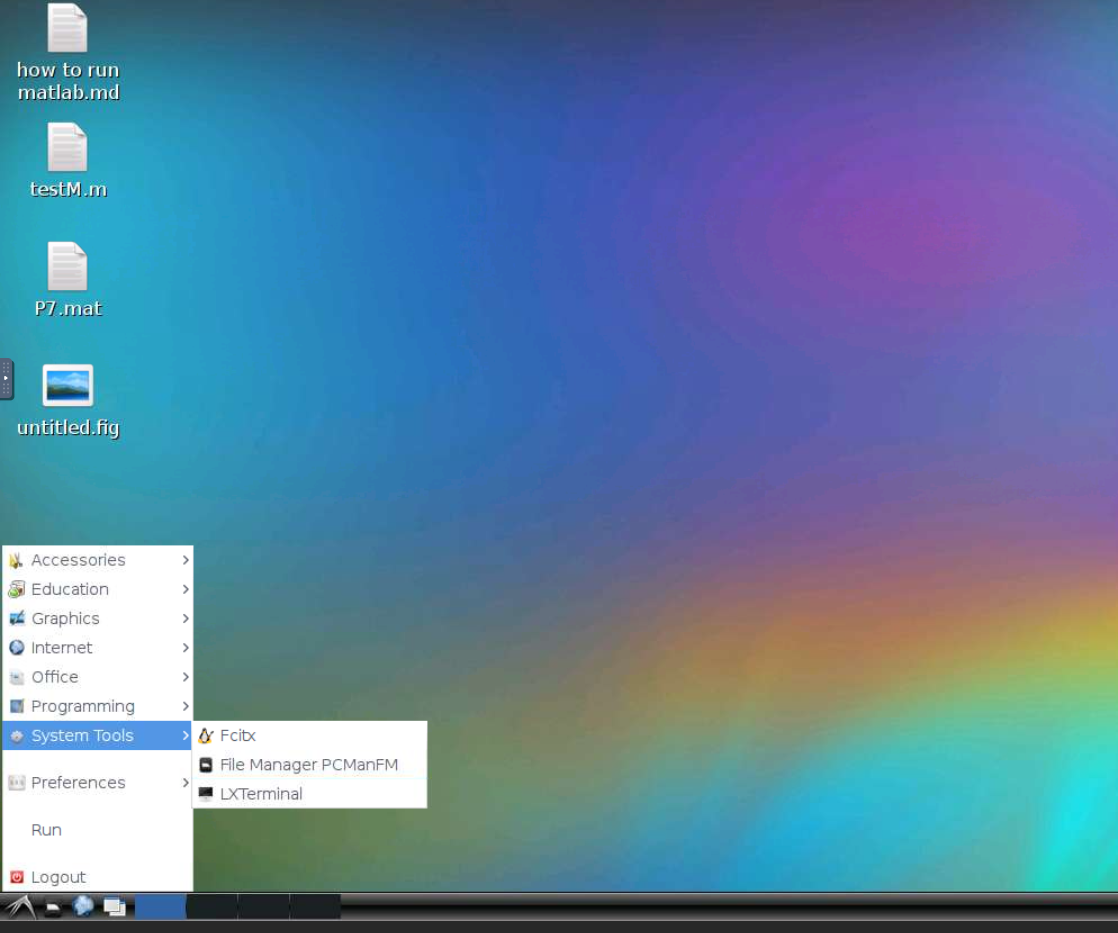 how to run
matlab.md
testM.m
P7.mat
untitled.fig
Accessories
Education
Graphics
Internet
Office
Programming
System Tools
Fcitx
File Manager PCManFM
LXTerminal
Preferences
Run
Logout